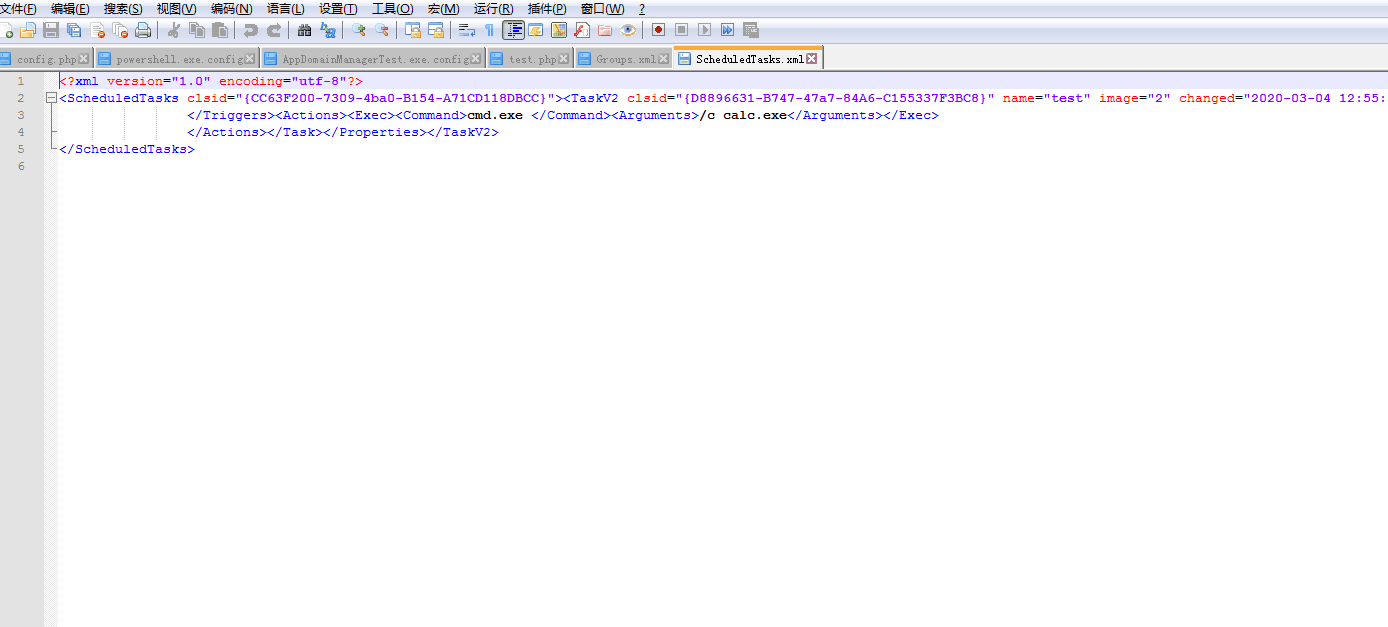 文件(F) 编辑(E) 搜索(S) 视图(V) 编码(N) 语言(L) 设置(T) 工具(O) 宏(M) 运行(R) 插件(P) 窗口(W) ?
config.php powershell.exe.config AppDomainManagerTest.exe.config test.php Groups.xml ScheduledTasks.xml
1 <?xml version="1.0" encoding="utf-8"?>
2 <ScheduledTasks clsid="{CC63F200-7309-4ba0-B154-A71CD118DBCC}"><TaskV2 clsid="{D8896631-B747-47a7-84A6-C155337F3BC8}" name="test" image="2" changed="2020-03-04 12:55:
3 </Triggers><Actions><Exec><Command>cmd.exe </Command><Arguments>/c calc.exe</Arguments></Exec>
4 </Actions></Task></Properties></TaskV2>
5 </ScheduledTasks>
6